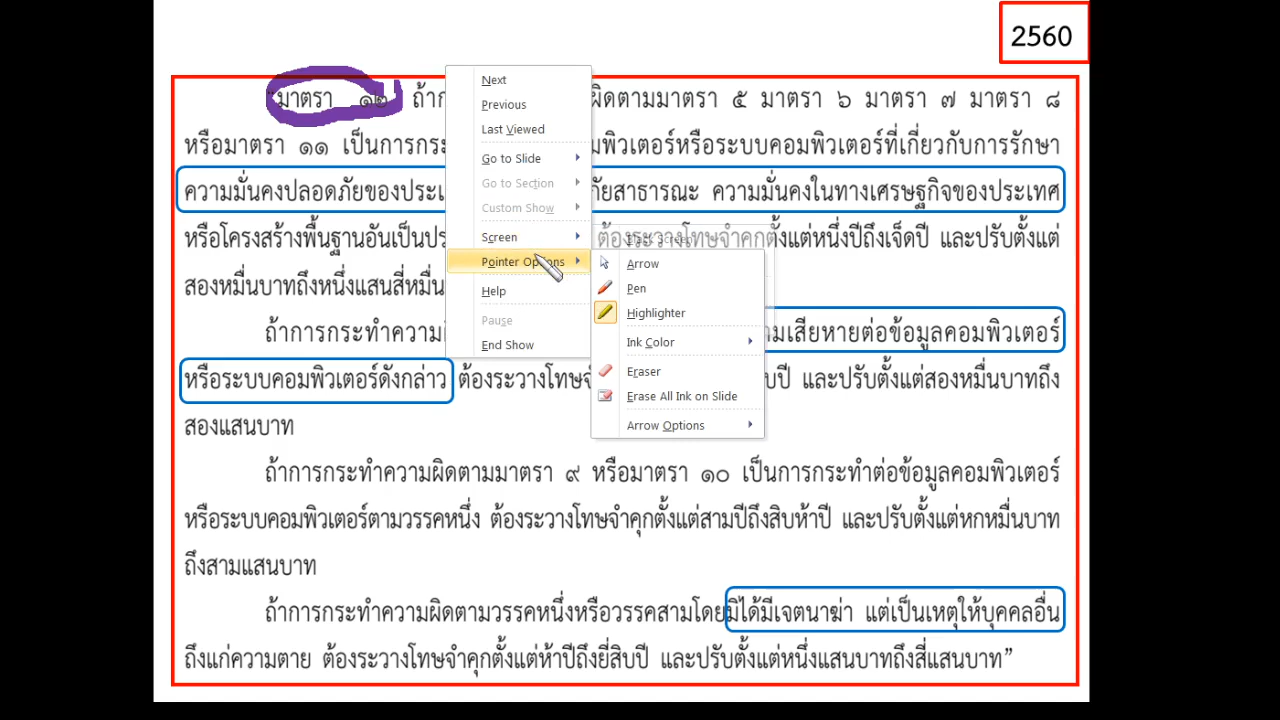 2560
“มาตรา ๑๒ ถ้าก ผิดตามมาตรา ๕ มาตรา ๖ มาตรา ๗ มาตรา ๘
หรือมาตรา ๑๑ เป็นการกระ พิวเตอร์หรือระบบคอมพิวเตอร์ที่เกี่ยวกับการรักษา
ความมั่นคงปลอดภัยของประเ ภัยสาธารณะ ความมั่นคงในทางเศรษฐกิจของประเทศ
หรือโครงสร้างพื้นฐานอันเป็นปร ต้องระวางโทษจำคุกตั้งแต่หนึ่งปีถึงเจ็ดปี และปรับตั้งแต่
สองหมื่นบาทถึงหนึ่งแสนสี่หมื่
ถ้าการกระทำความผิ มเสียหายต่อข้อมูลคอมพิวเตอร์
หรือระบบคอมพิวเตอร์ดังกล่าว ต้องระวางโทษจำ บปี และปรับตั้งแต่สองหมื่นบาทถึง
สองแสนบาท
ถ้าการกระทำความผิดตามมาตรา ๙ หรือมาตรา ๑๐ เป็นการกระทำต่อข้อมูลคอมพิวเตอร์
หรือระบบคอมพิวเตอร์ตามวรรคหนึ่ง ต้องระวางโทษจำคุกตั้งแต่สามปีถึงสิบห้าปี และปรับตั้งแต่หกหมื่นบาท
ถึงสามแสนบาท
ถ้าการกระทำความผิดตามวรรคหนึ่งหรือวรรคสามโดยมิได้มีเจตนาฆ่า แต่เป็นเหตุให้บุคคลอื่น
ถึงแก่ความตาย ต้องระวางโทษจำคุกตั้งแต่ห้าปีถึงยี่สิบปี และปรับตั้งแต่หนึ่งแสนบาทถึงสี่แสนบาท”
Next
Previous
Last Viewed
Go to Slide
Go to Section
Custom Show
Screen
Pointer Options
Help
Pause
End Show
Arrow
Pen
Highlighter
Ink Color
Eraser
Erase All Ink on Slide
Arrow Options